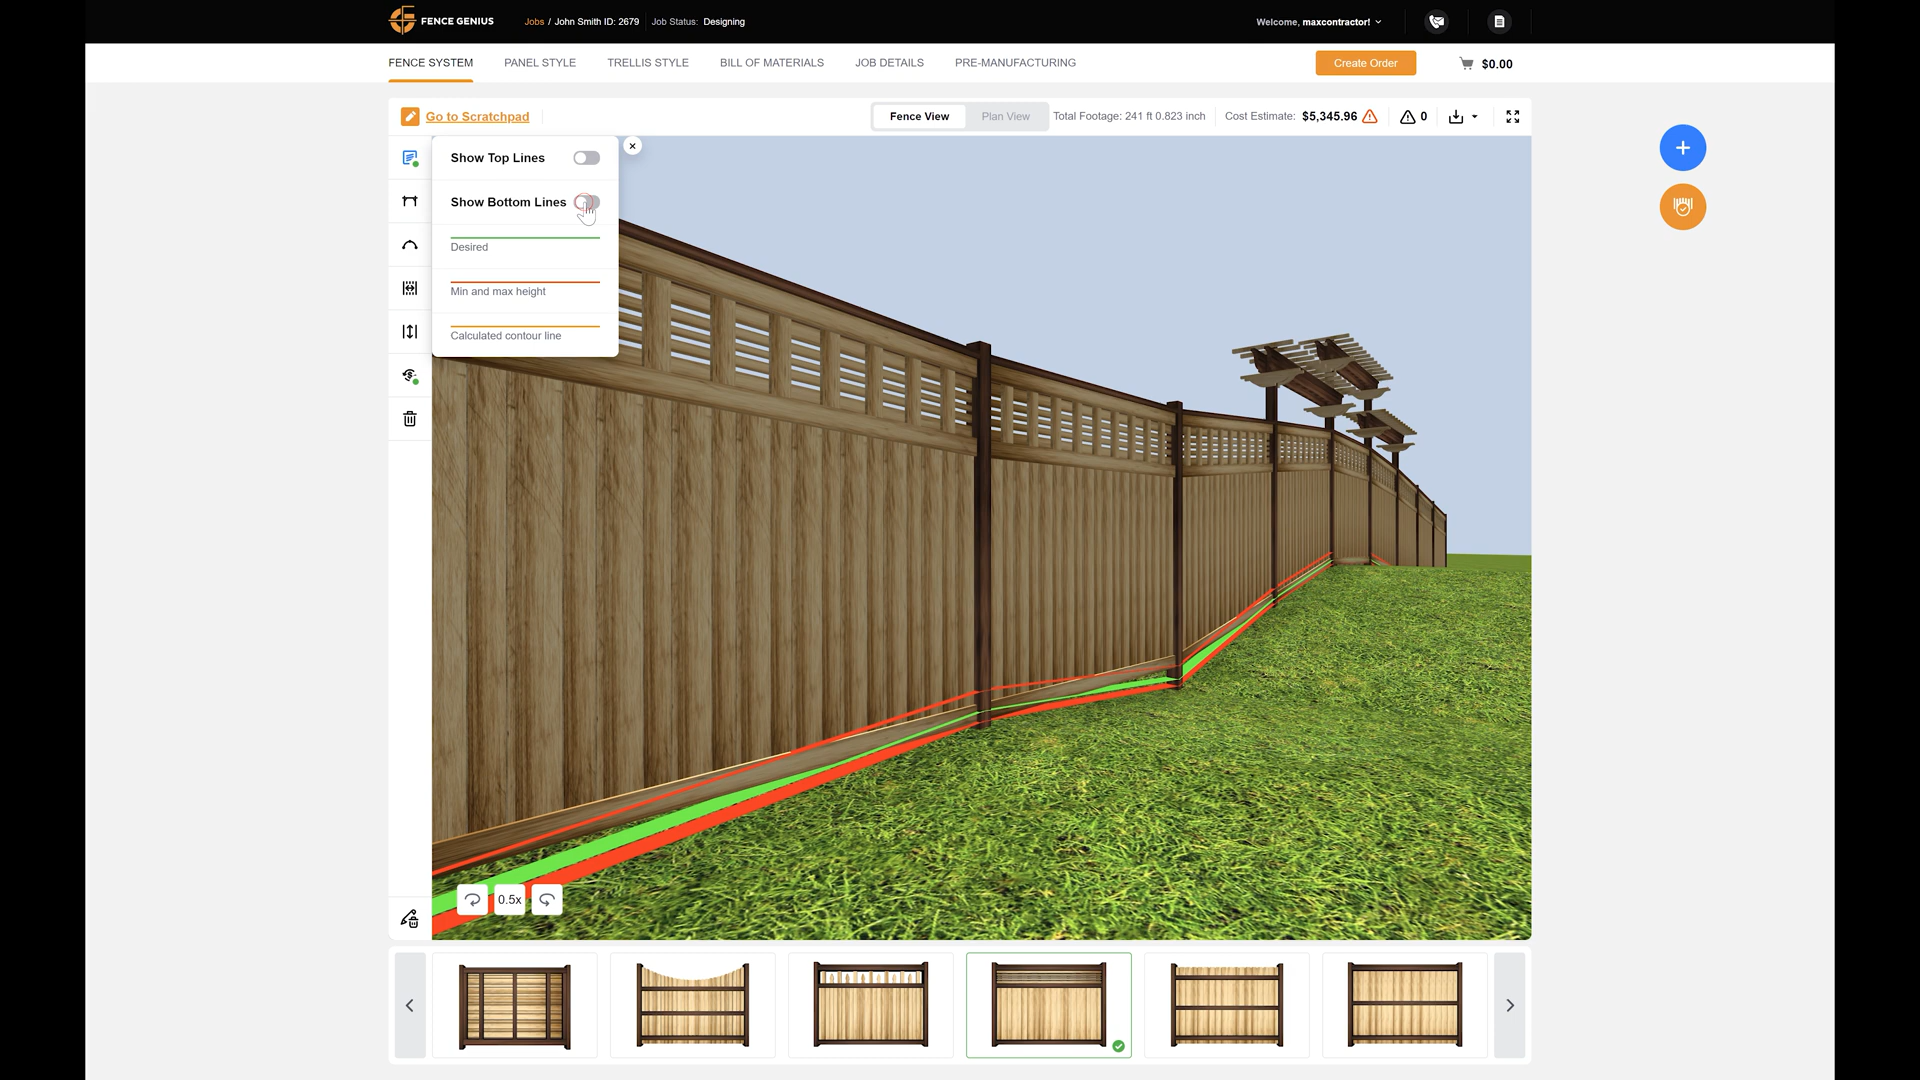 FENCE GENIUS
Jobs / John Smith ID: 2679
Job Status: Designing
Welcome, maxcontractor!
FENCE SYSTEM
PANEL STYLE
TRELLIS STYLE
BILL OF MATERIALS
JOB DETAILS
PRE-MANUFACTURING
Create Order
$0.00
Go to Scratchpad
Fence View
Plan View
Total Footage: 241 ft 0.823 inch
Cost Estimate: $5,345.96
0
Show Top Lines
Show Bottom Lines
Desired
Min and max height
Calculated contour line
0.5x